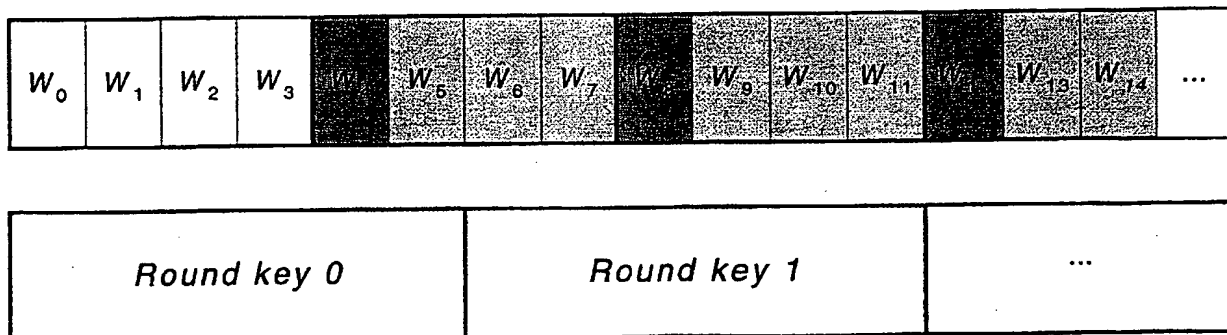 W₀ W₁ W₂ W₃ W₅ W₆ W₇ W₉ W₁₀ W₁₁ W₁₃ W₁₄ ...
Round key 0 Round key 1 ...